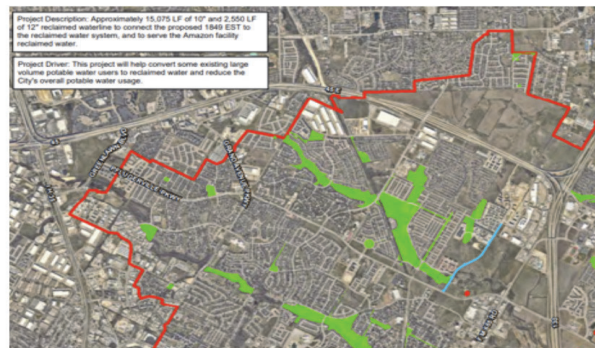 Project Description: Approximately 15,075 LF of 10" and 2,550 LF
of 12" reclaimed waterline to connect the proposed 1849 EST to
the reclaimed water system, and to serve the Amazon facility
reclaimed water.
Project Driver: This project will help convert some existing large
volume potable water users to reclaimed water and reduce the
City's overall potable water usage.